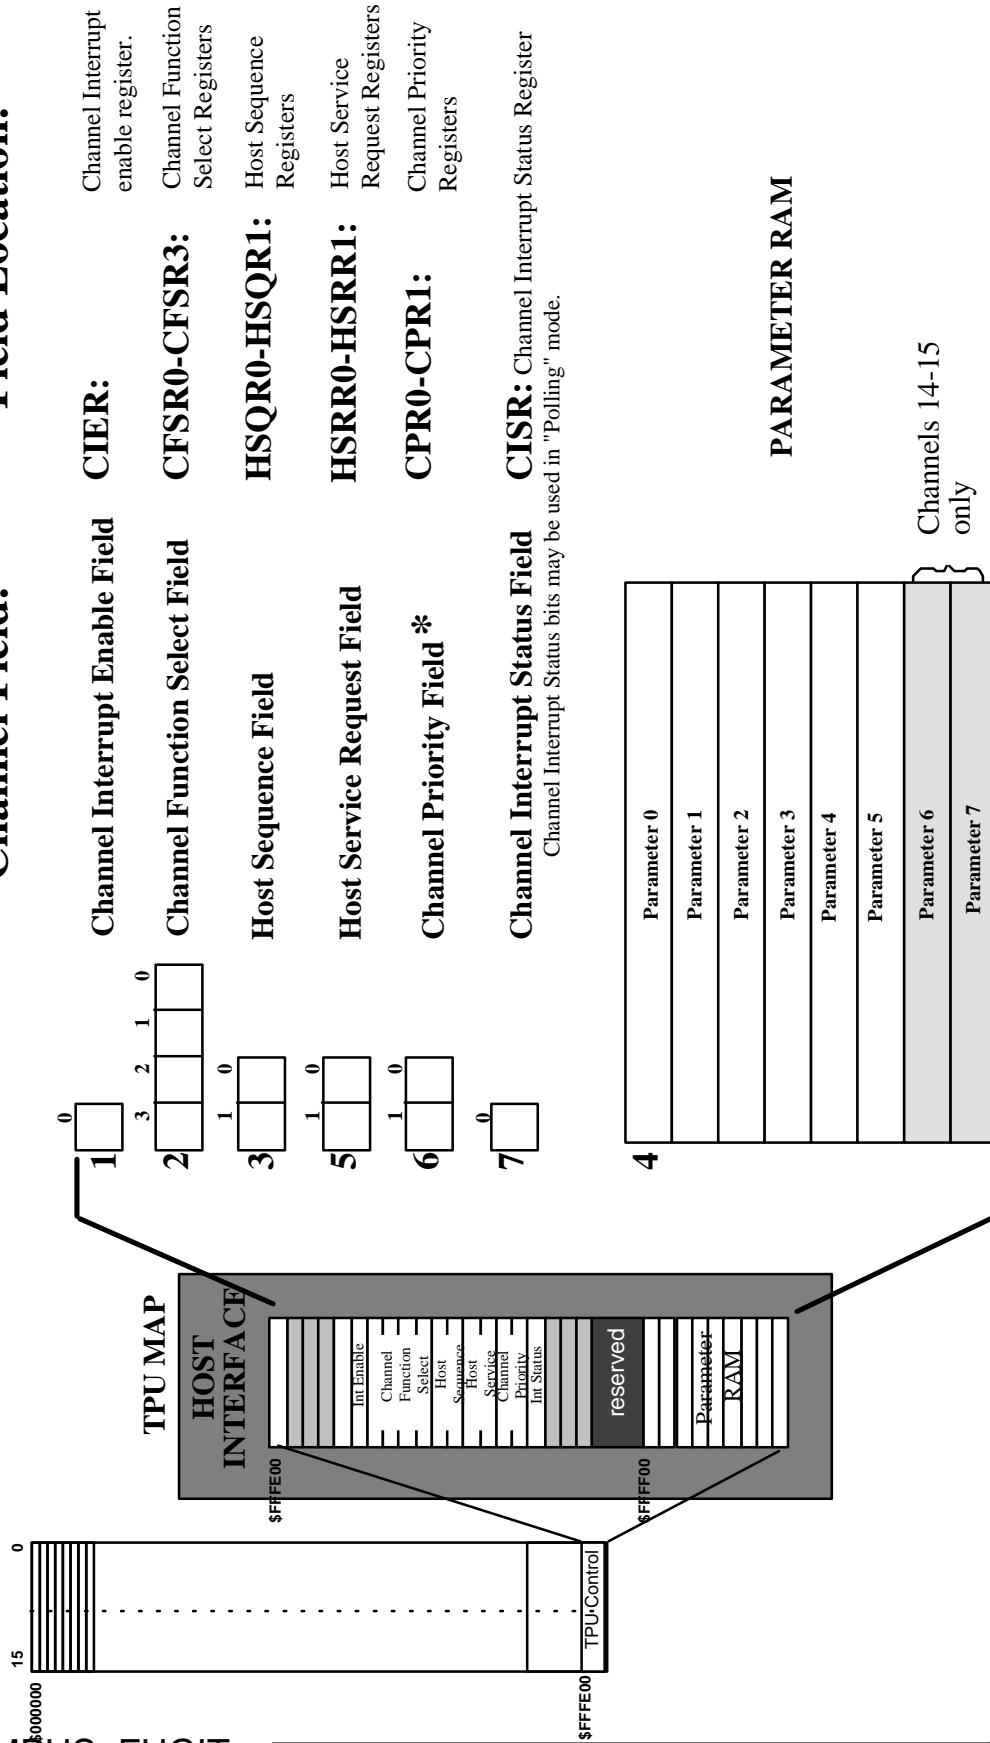 Channel Field:
Field Location:
0
1
Channel Interrupt Enable Field
CIER:
Channel Interrupt
enable register.
3 2 1 0
2
Channel Function Select Field
CFSR0-CFSR3:
Channel Function
Select Registers
1 0
3
Host Sequence Field
HSQR0-HSQR1:
Host Sequence
Registers
1 0
5
Host Service Request Field
HSRR0-HSRR1:
Host Service
Request Registers
1 0
6
Channel Priority Field *
CPR0-CPR1:
Channel Priority
Registers
0
7
Channel Interrupt Status Field
CISR: Channel Interrupt Status Register
Channel Interrupt Status bits may be used in "Polling" mode.
4
Parameter 0
Parameter 1
Parameter 2
Parameter 3
Parameter 4
Parameter 5
Parameter 6
Parameter 7
Channels 14-15
only
PARAMETER RAM
TPU MAP
HOST
INTERFACE
$FFFE00
Int Enable
Channel
Function
Select
Host
Sequence
Host
Service
Channel
Priority
Int Status
reserved
$FFFF00
Parameter
RAM
15 0
$000000
$FFFE00
TPU Control
FUGIT